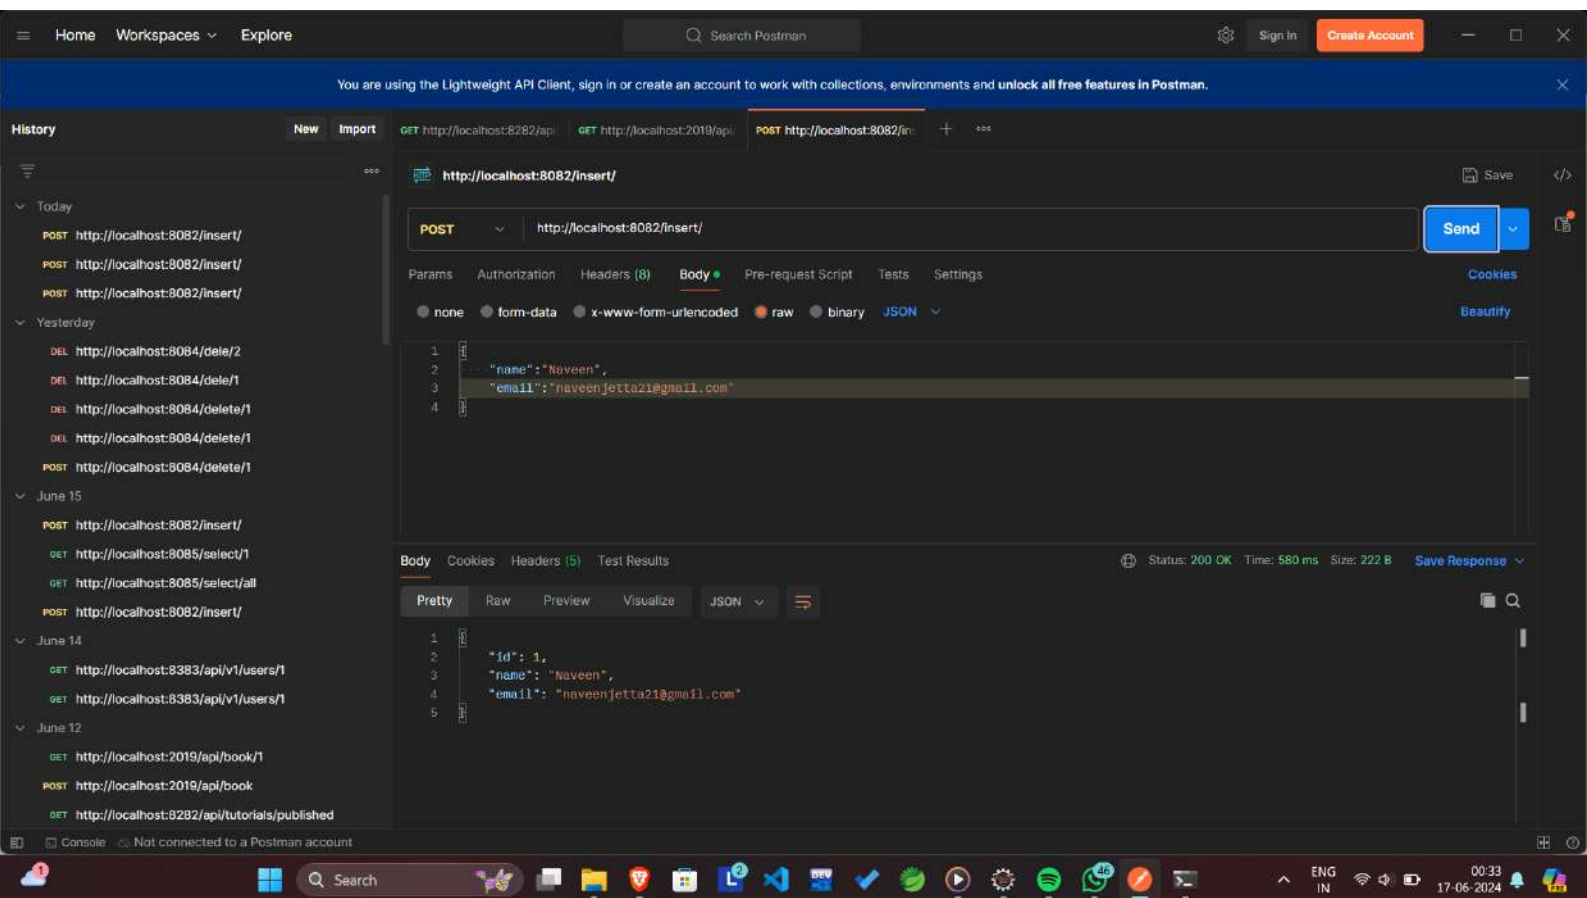 Home Workspaces Explore Search Postman Sign In Create Account
You are using the Lightweight API Client, sign in or create an account to work with collections, environments and unlock all free features in Postman.
History New Import
GET http://localhost:8282/api GET http://localhost:2019/api/ POST http://localhost:8082/in
http://localhost:8082/insert/ Save
Today
POST http://localhost:8082/insert/
POST http://localhost:8082/insert/
POST http://localhost:8082/insert/
Yesterday
DEL http://localhost:8084/dele/2
DEL http://localhost:8084/dele/1
DEL http://localhost:8084/delete/1
DEL http://localhost:8084/delete/1
POST http://localhost:8084/delete/1
June 15
POST http://localhost:8082/insert/
GET http://localhost:8085/select/1
GET http://localhost:8085/select/all
POST http://localhost:8082/insert/
June 14
GET http://localhost:8383/api/v1/users/1
GET http://localhost:8383/api/v1/users/1
June 12
GET http://localhost:2019/api/book/1
POST http://localhost:2019/api/book
GET http://localhost:8282/api/tutorials/published
POST http://localhost:8082/insert/ Send
Params Authorization Headers (8) Body Pre-request Script Tests Settings Cookies
none form-data x-www-form-urlencoded raw binary JSON Beautify
1 {
2 "name":"Naveen",
3 "email":"naveenjetta21@gmail.com"
4 }
Body Cookies Headers (5) Test Results Status: 200 OK Time: 580 ms Size: 222 B Save Response
Pretty Raw Preview Visualize JSON
1 {
2 "id": 1,
3 "name": "Naveen",
4 "email": "naveenjetta21@gmail.com"
5 }
Console Not connected to a Postman account
1 Search 2 DEV 46 ENG 00:33
IN 17-06-2024 PRE